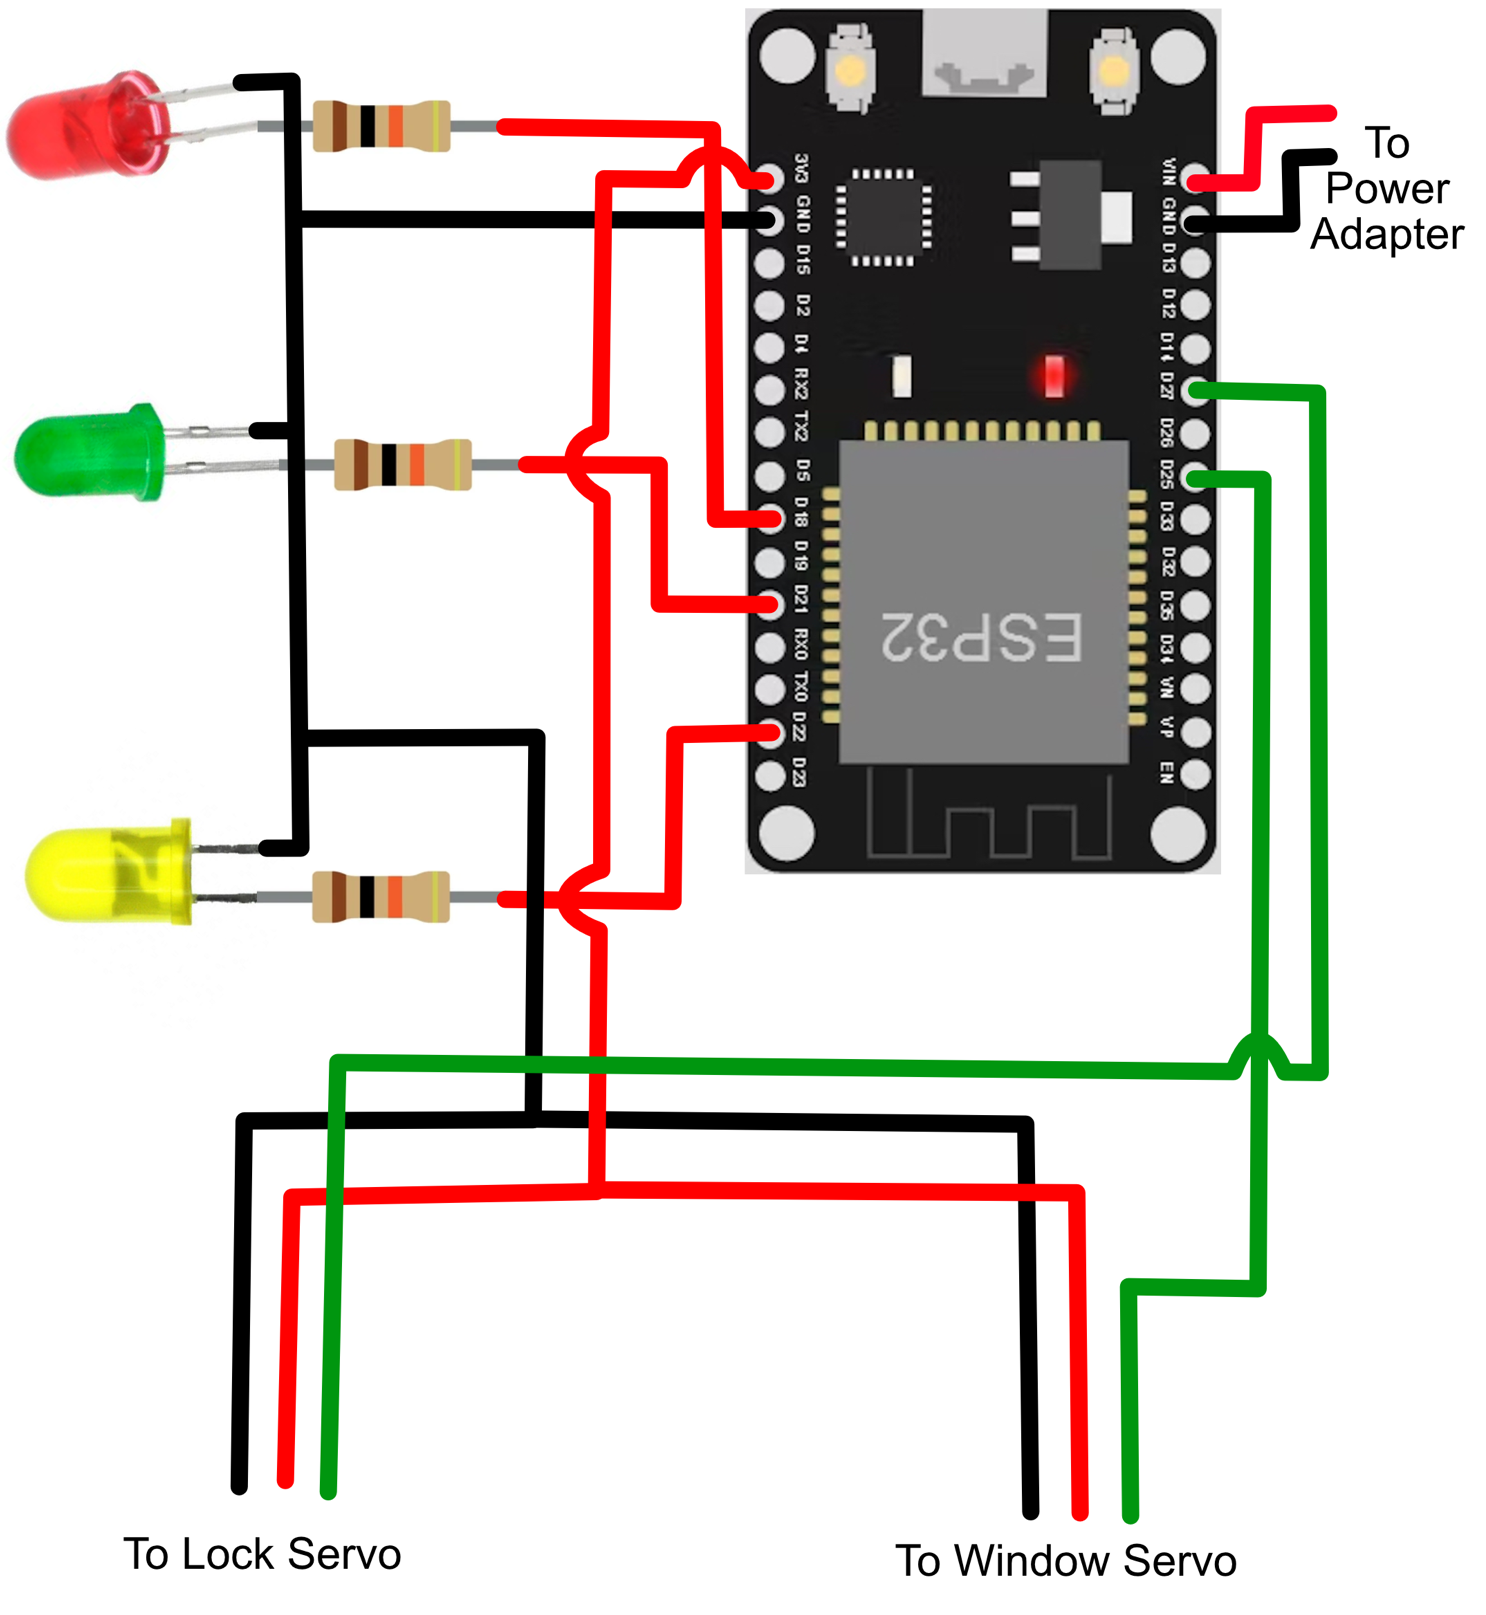 3V3
GND
D15
D2
D4
RX2
TX2
D5
D18
D19
D21
RX0
TX0
D22
D23
VIN
GND
D13
D12
D14
D27
D26
D25
D33
D32
D35
D34
VN
VP
EN
ESP32
To
Power
Adapter
To Lock Servo
To Window Servo